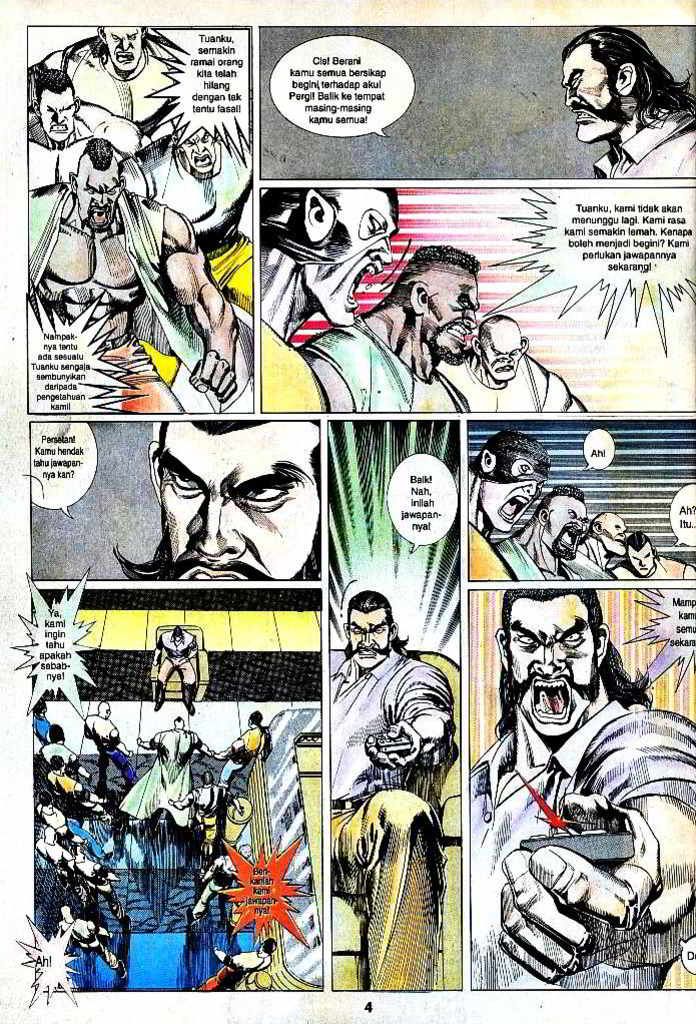 Tuanku,
semakin
ramai orang
kita telah
hilang
dengan tak
tentu fasal!
Nampak-
nya tentu
ada sesuatu
Tuanku sengaja
sembunyikan
daripada
pengetahuan
kami!
Cis! Berani
kamu semua bersikap
begini terhadap aku!
Pergi! Balik ke tempat
masing-masing
kamu semua!
Tuanku, kami tidak akan
menunggu lagi. Kami rasa
kami semakin lemah. Kenapa
boleh menjadi begini? Kami
perlukan jawapannya
sekarang!
Persetan!
Kamu hendak
tahu jawapan-
nya kan?
Ya,
kami
ingin
tahu
apakah
sebab-
nya!
Beri-
kanlah
kami
jawapan-
nya!
Ah!
Baik!
Nah,
inilah
jawapan-
nya!
Ah!
Ah?
Itu..
Mamp
kam
semu
sekara
4